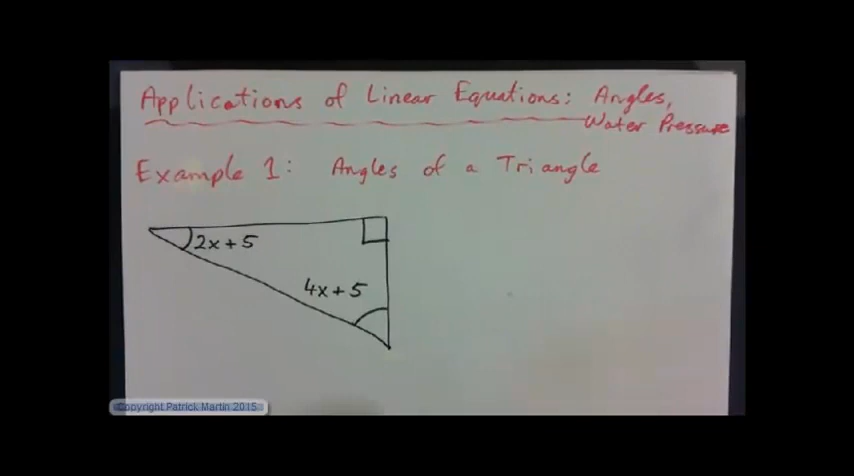 Applications of Linear Equations: Angles,
Water Pressure
Example 1: Angles of a Triangle
2x+5
4x+5
Copyright Patrick Martin 2015